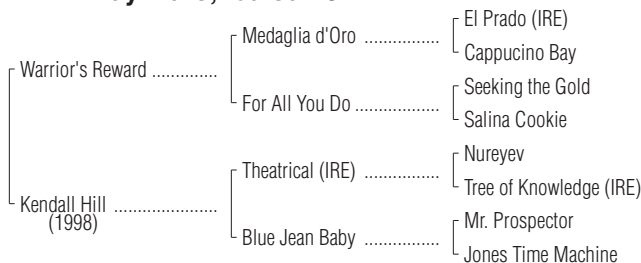 El Prado (IRE)
Medaglia d'Oro ................
Cappucino Bay
Warrior's Reward .............
Seeking the Gold
For All You Do ..................
Salina Cookie
Nureyev
Theatrical (IRE) ................
Tree of Knowledge (IRE)
Kendall Hill ......................
(1998)
Mr. Prospector
Blue Jean Baby ................
Jones Time Machine